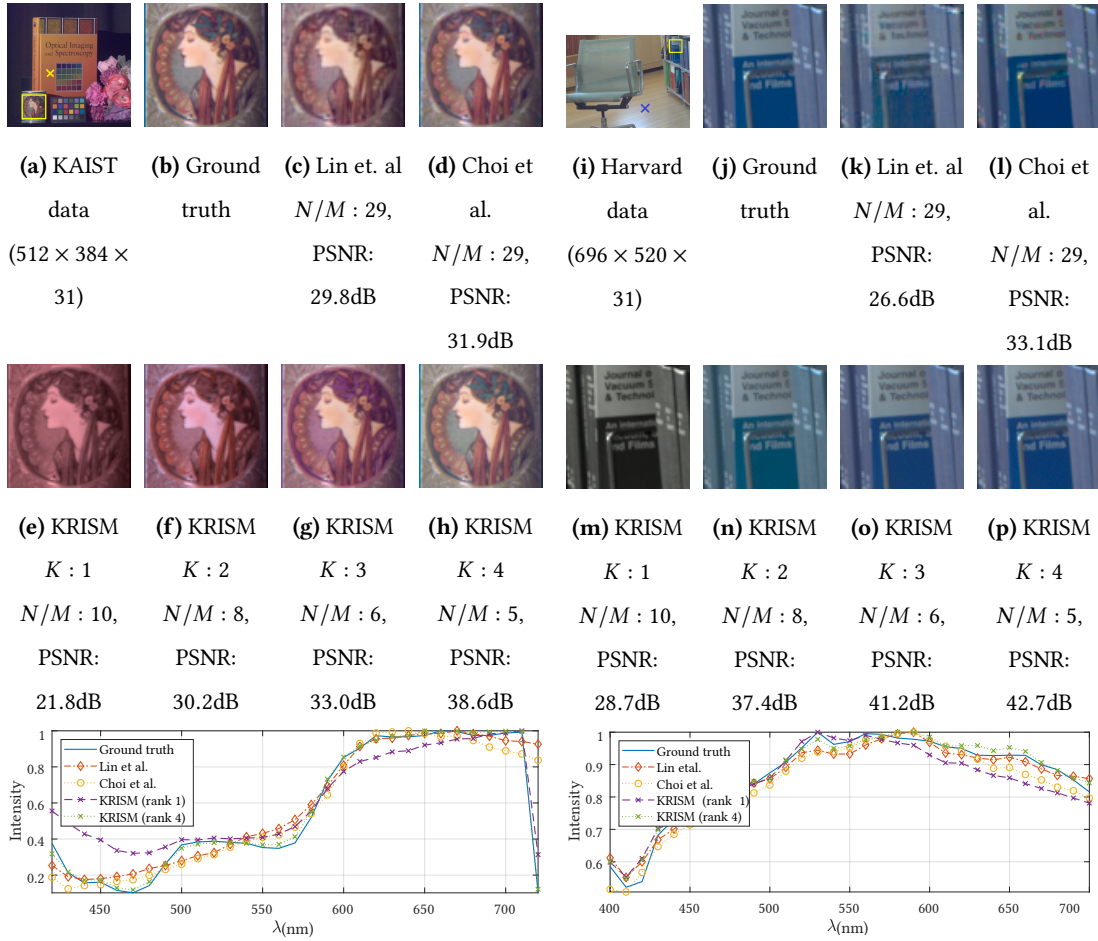 Optical Imaging
and Spectroscopy
Journal o
Vacuum S
& Technol
An Internati
nd Films
(a) KAIST
data
(512 × 384 ×
31)
(b) Ground
truth
(c) Lin et. al
N/M : 29,
PSNR:
29.8dB
(d) Choi et
al.
N/M : 29,
PSNR:
31.9dB
(i) Harvard
data
(696 × 520 ×
31)
(j) Ground
truth
(k) Lin et. al
N/M : 29,
PSNR:
26.6dB
(l) Choi et
al.
N/M : 29,
PSNR:
33.1dB
(e) KRISM
K : 1
N/M : 10,
PSNR:
21.8dB
(f) KRISM
K : 2
N/M : 8,
PSNR:
30.2dB
(g) KRISM
K : 3
N/M : 6,
PSNR:
33.0dB
(h) KRISM
K : 4
N/M : 5,
PSNR:
38.6dB
(m) KRISM
K : 1
N/M : 10,
PSNR:
28.7dB
(n) KRISM
K : 2
N/M : 8,
PSNR:
37.4dB
(o) KRISM
K : 3
N/M : 6,
PSNR:
41.2dB
(p) KRISM
K : 4
N/M : 5,
PSNR:
42.7dB
Intensity
1
0.8
0.6
0.4
0.2
Ground truth
Lin et al.
Choi et al.
KRISM (rank 1)
KRISM (rank 4)
450 500 550 600 650 700
λ(nm)
Intensity
1
0.9
0.8
0.7
0.6
Ground truth
Lin etal.
Choi et al.
KRISM (rank 1)
KRISM (rank 4)
400 450 500 550 600 650 700
λ(nm)